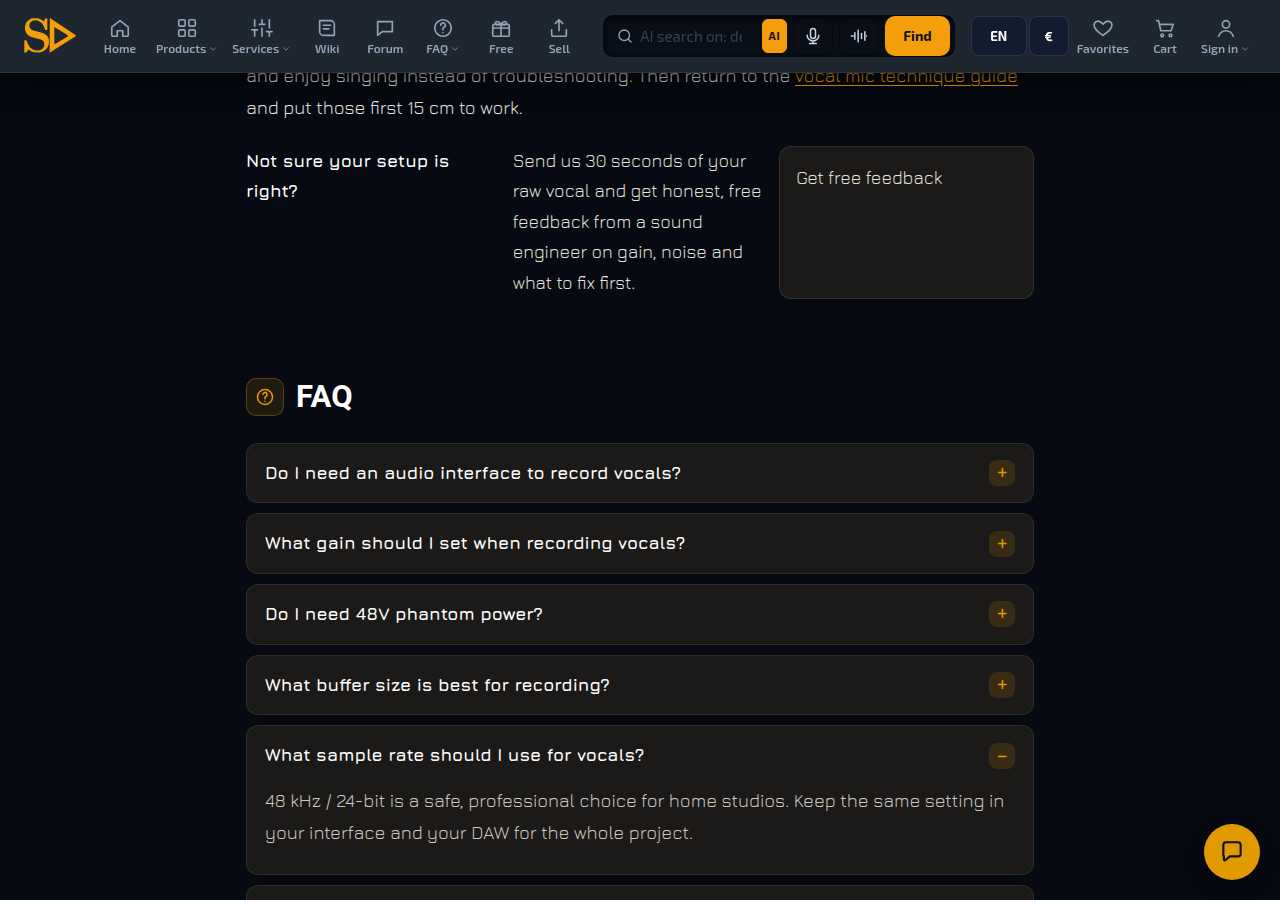 Home
Products
Services
Wiki
Forum
FAQ
Free
Sell
AI search on:
AI
Find
EN
€
Favorites
Cart
Sign in
and enjoy singing instead of troubleshooting. Then return to the vocal mic technique guide
and put those first 15 cm to work.
Not sure your setup is
right?
Send us 30 seconds of your
raw vocal and get honest, free
feedback from a sound
engineer on gain, noise and
what to fix first.
Get free feedback
FAQ
Do I need an audio interface to record vocals?
What gain should I set when recording vocals?
Do I need 48V phantom power?
What buffer size is best for recording?
What sample rate should I use for vocals?
48 kHz / 24-bit is a safe, professional choice for home studios. Keep the same setting in
your interface and your DAW for the whole project.